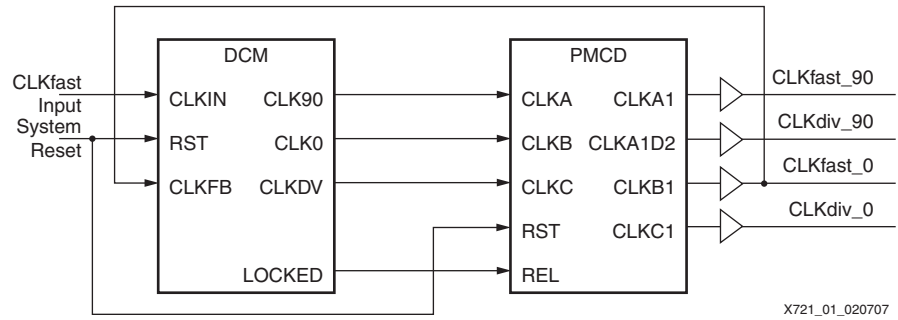 DCM
PMCD
CLKfast
Input
System
Reset
CLKIN
CLK90
RST
CLK0
CLKFB
CLKDV
LOCKED
CLKA
CLKA1
CLKB
CLKA1D2
CLKC
CLKB1
RST
CLKC1
REL
CLKfast_90
CLKdiv_90
CLKfast_0
CLKdiv_0
X721_01_020707